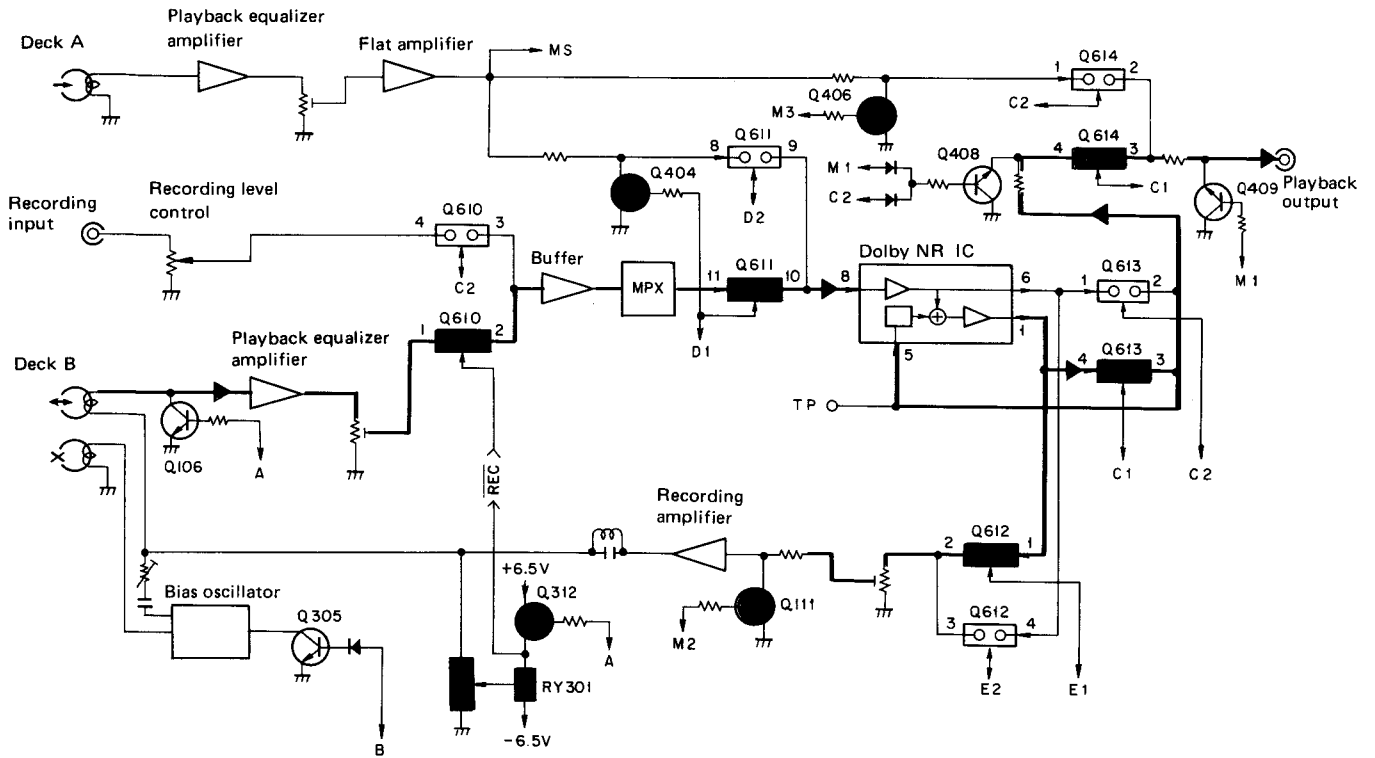 Playback equalizer
amplifier
Deck A
Flat amplifier
MS
1
Q614
2
C2
Q406
M3
Q611
8
9
D2
Q404
M1
C2
Q408
4
Q614
3
C1
Q409
Playback
output
M1
Recording
input
Recording level
control
4
Q610
3
C2
Buffer
MPX
11
Q611
10
D1
Dolby NR IC
8
6
1
5
1
Q613
2
4
Q613
3
C1
C2
TP
1
Q610
2
Playback equalizer
amplifier
Deck B
Q106
A
REC
Recording
amplifier
2
Q612
1
3
Q612
4
E2
E1
+6.5V
Q312
A
RY301
−6.5V
M2
Q111
Bias oscillator
Q305
B
X